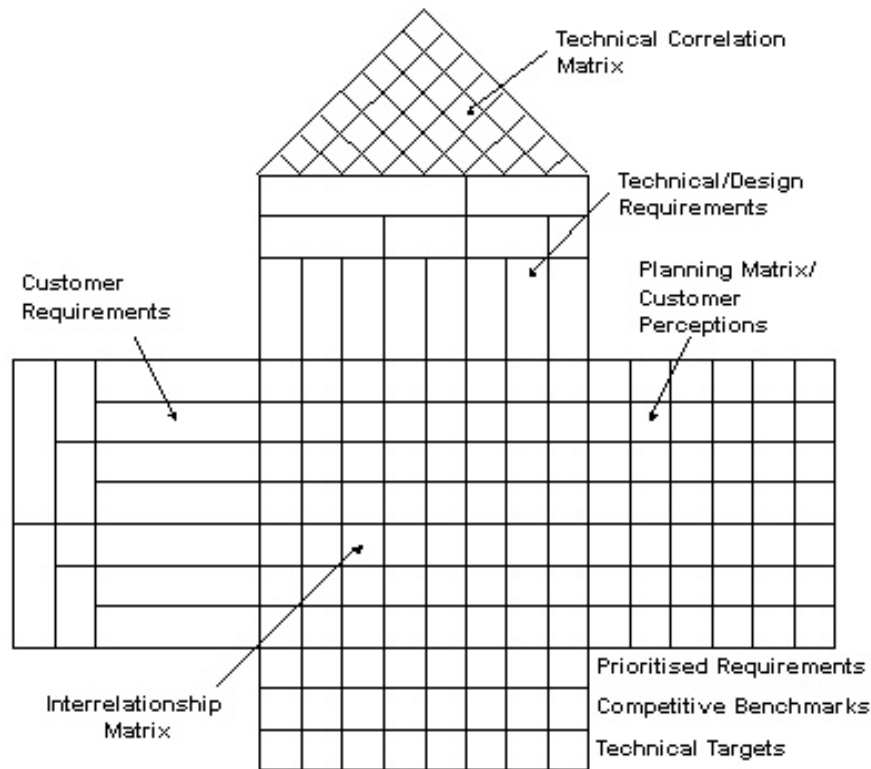 Technical Correlation
Matrix
Technical/Design
Requirements
Customer
Requirements
Planning Matrix/
Customer
Perceptions
Interrelationship
Matrix
Prioritised Requirements
Competitive Benchmarks
Technical Targets